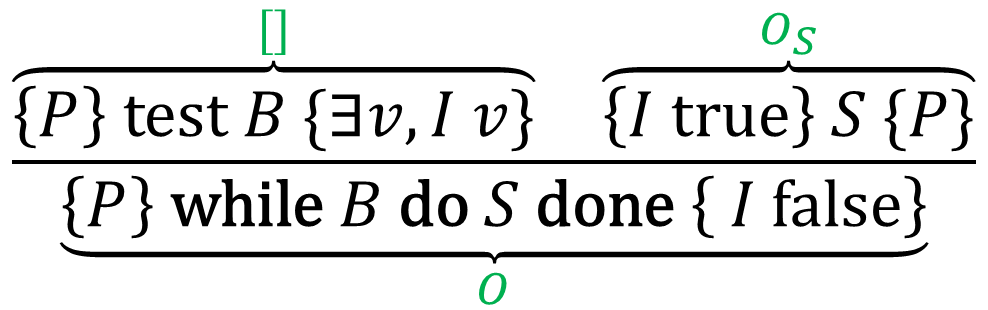 [] O_S
{P} test B {∃v, I v} {I true} S {P}
{P} while B do S done { I false}
O